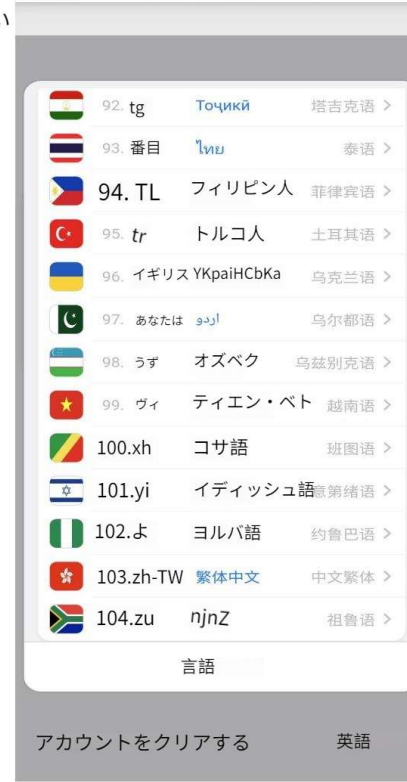 い
92. tg Тоҷикӣ 塔吉克语 >
93. 番目 ไทย 泰语 >
94. TL フィリピン人 菲律宾语 >
95. tr トルコ人 土耳其语 >
96. イギリス YKpaiHCbKa 乌克兰语 >
97. あなたは اردو 乌尔都语 >
98. うず オズベク 乌兹别克语 >
99. ヴィ ティエン・ベト 越南语 >
100.xh コサ語 班图语 >
101.yi イディッシュ語意第绪语 >
102.よ ヨルバ語 约鲁巴语 >
103.zh-TW 繁体中文 中文繁体 >
104.zu njnZ 祖鲁语 >
言語
アカウントをクリアする 英語